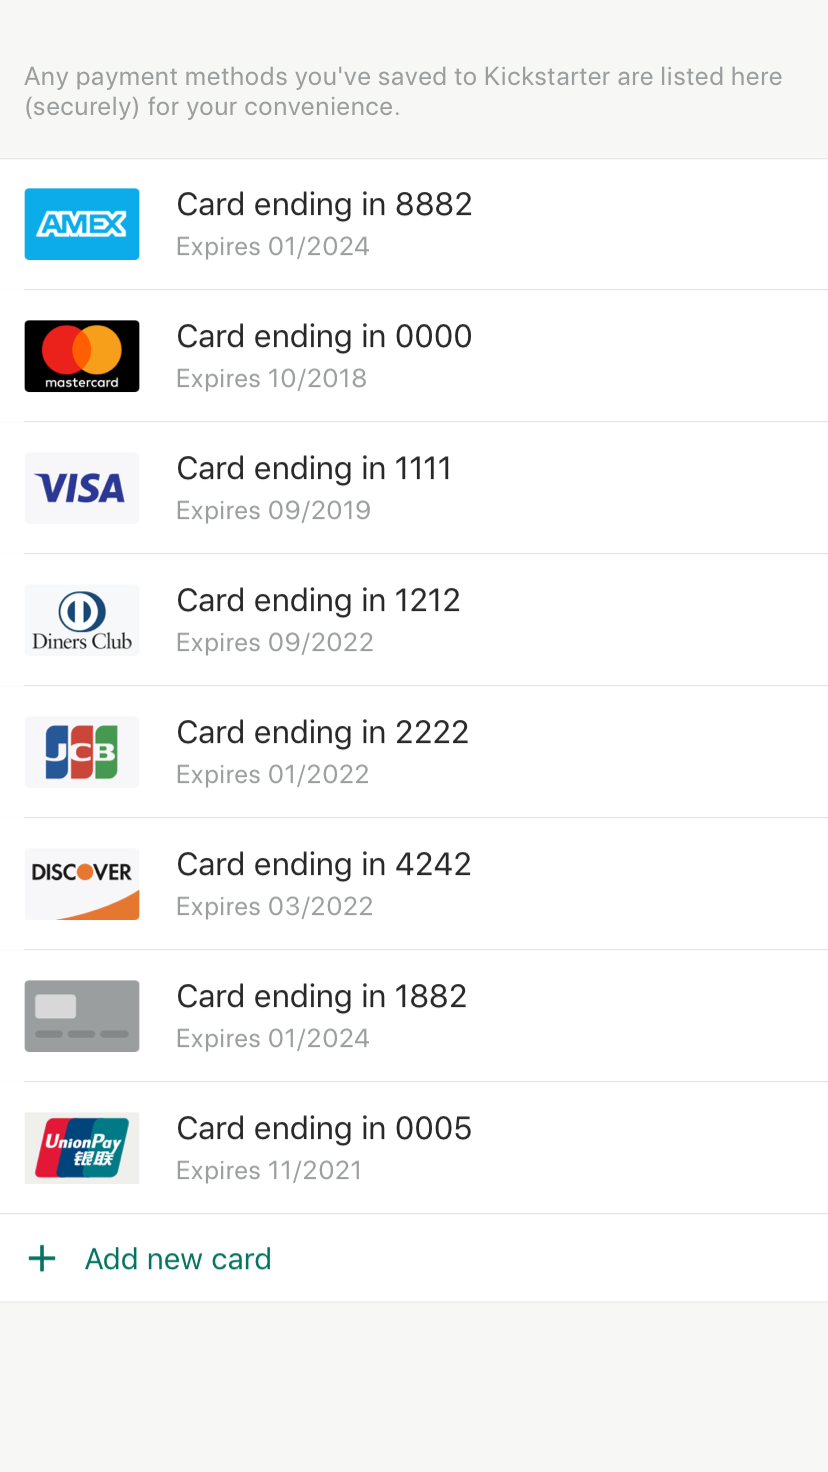 Any payment methods you've saved to Kickstarter are listed here
(securely) for your convenience.
AMEX
Card ending in 8882
Expires 01/2024
mastercard
Card ending in 0000
Expires 10/2018
VISA
Card ending in 1111
Expires 09/2019
Diners Club
Card ending in 1212
Expires 09/2022
JCB
Card ending in 2222
Expires 01/2022
DISCOVER
Card ending in 4242
Expires 03/2022
Card ending in 1882
Expires 01/2024
UnionPay
银联
Card ending in 0005
Expires 11/2021
+ Add new card